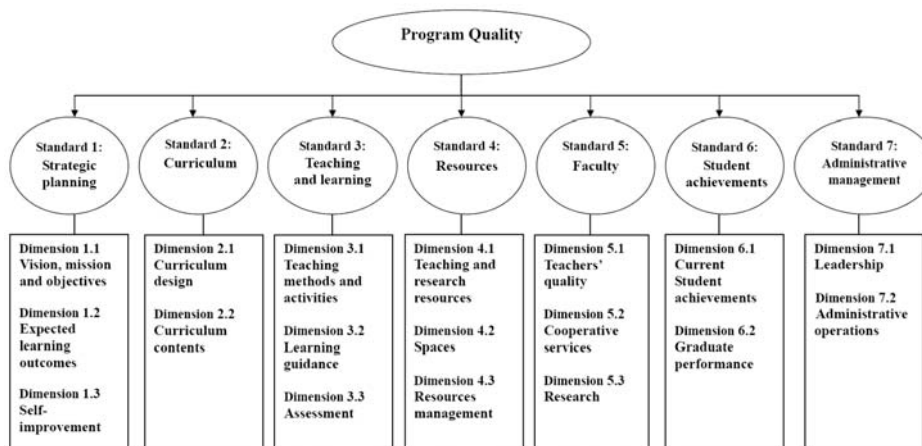 Program Quality
Standard 1:
Strategic
planning
Standard 2:
Curriculum
Standard 3:
Teaching
and learning
Standard 4:
Resources
Standard 5:
Faculty
Standard 6:
Student
achievements
Standard 7:
Administrative
management
Dimension 1.1
Vision, mission
and objectives
Dimension 1.2
Expected
learning
outcomes
Dimension 1.3
Self-
improvement
Dimension 2.1
Curriculum
design
Dimension 2.2
Curriculum
contents
Dimension 3.1
Teaching
methods and
activities
Dimension 3.2
Learning
guidance
Dimension 3.3
Assessment
Dimension 4.1
Teaching and
research
resources
Dimension 4.2
Spaces
Dimension 4.3
Resources
management
Dimension 5.1
Teachers'
quality
Dimension 5.2
Cooperative
services
Dimension 5.3
Research
Dimension 6.1
Current
Student
achievements
Dimension 6.2
Graduate
performance
Dimension 7.1
Leadership
Dimension 7.2
Administrative
operations